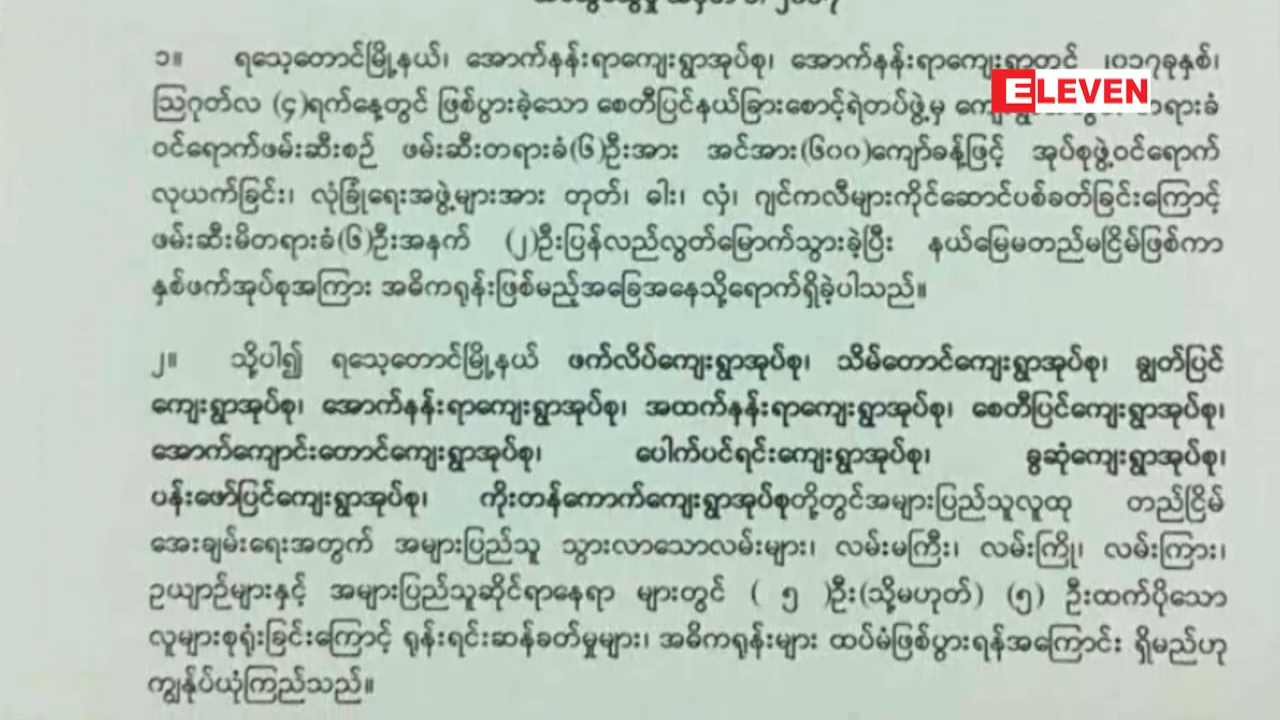 ၁။ ရသေ့တောင်မြို့နယ်၊ အောက်နန်းရာကျေးရွာအုပ်စု၊ အောက်နန်းရာကျေးရွာတွင် ၂၀၁၇ခုနှစ်၊
ELEVEN
ဩဂုတ်လ (၄)ရက်နေ့တွင် ဖြစ်ပွားခဲ့သော စေတီပြင်နယ်ခြားစောင့်ရဲတပ်ဖွဲ့မှ
ဝင်ရောက်ဖမ်းဆီးစဉ် ဖမ်းဆီးတရားခံ(၆)ဦးအား အင်အား(၆၀၀)ကျော်ခန့်ဖြင့် အုပ်စုဖွဲ့ဝင်ရောက်
လုယက်ခြင်း၊ လုံခြုံရေးအဖွဲ့များအား တုတ်၊ ဓါး၊ လှံ၊ ဂျင်ကလီများကိုင်ဆောင်ပစ်ခတ်ခြင်းကြောင့်
ဖမ်းဆီးမိတရားခံ(၆)ဦးအနက် (၂)ဦးပြန်လည်လွတ်မြောက်သွားခဲ့ပြီး နယ်မြေမတည်မငြိမ်ဖြစ်ကာ
နှစ်ဖက်အုပ်စုအကြား အဓိကရုန်းဖြစ်မည့်အခြေအနေသို့ရောက်ရှိခဲ့ပါသည်။
၂။ သို့ပါ၍ ရသေ့တောင်မြို့နယ် ဖက်လိပ်ကျေးရွာအုပ်စု၊ သိမ်တောင်ကျေးရွာအုပ်စု၊ ချွတ်ပြင်
ကျေးရွာအုပ်စု၊ အောက်နန်းရာကျေးရွာအုပ်စု၊ အထက်နန်းရာကျေးရွာအုပ်စု၊ စေတီပြင်ကျေးရွာအုပ်စု၊
အောက်ကျောင်းတောင်ကျေးရွာအုပ်စု၊ ပေါက်ပင်ရင်းကျေးရွာအုပ်စု၊ ခွဆုံကျေးရွာအုပ်စု၊
ပန်းဖော်ပြင်ကျေးရွာအုပ်စု၊ ကိုးတန်ကောက်ကျေးရွာအုပ်စုတို့တွင်အများပြည်သူလူထု တည်ငြိမ်
အေးချမ်းရေးအတွက် အများပြည်သူ သွားလာသောလမ်းများ၊ လမ်းမကြီး၊ လမ်းကြို၊ လမ်းကြား၊
ဥယျာဉ်များနှင့် အများပြည်သူဆိုင်ရာနေရာ များတွင် ( ၅ )ဦး(သို့မဟုတ်) (၅) ဦးထက်ပိုသော
လူများစုရုံးခြင်းကြောင့် ရုန်းရင်းဆန်ခတ်မှုများ၊ အဓိကရုန်းများ ထပ်မံဖြစ်ပွားရန်အကြောင်း ရှိမည်ဟု
ကျွန်ုပ်ယုံကြည်သည်။